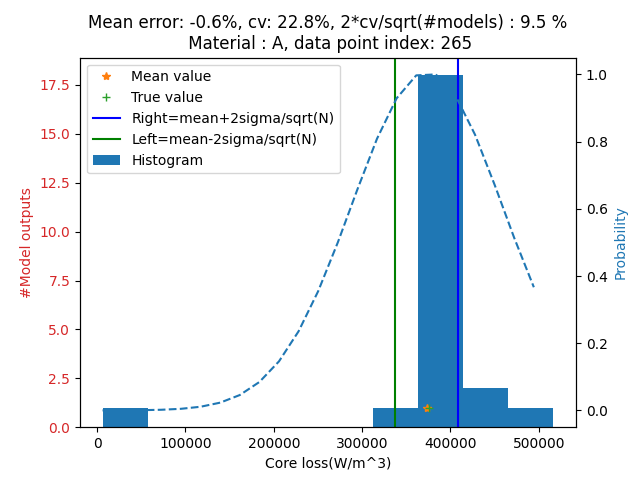 Mean error: -0.6%, cv: 22.8%, 2*cv/sqrt(#models) : 9.5 %
Material : A, data point index: 265
Mean value
True value
Right=mean+2sigma/sqrt(N)
Left=mean-2sigma/sqrt(N)
Histogram
#Model outputs
17.5
15.0
12.5
10.0
7.5
5.0
2.5
0.0
1.0
0.8
0.6
0.4
0.2
0.0
Probability
0 100000 200000 300000 400000 500000
Core loss(W/m^3)